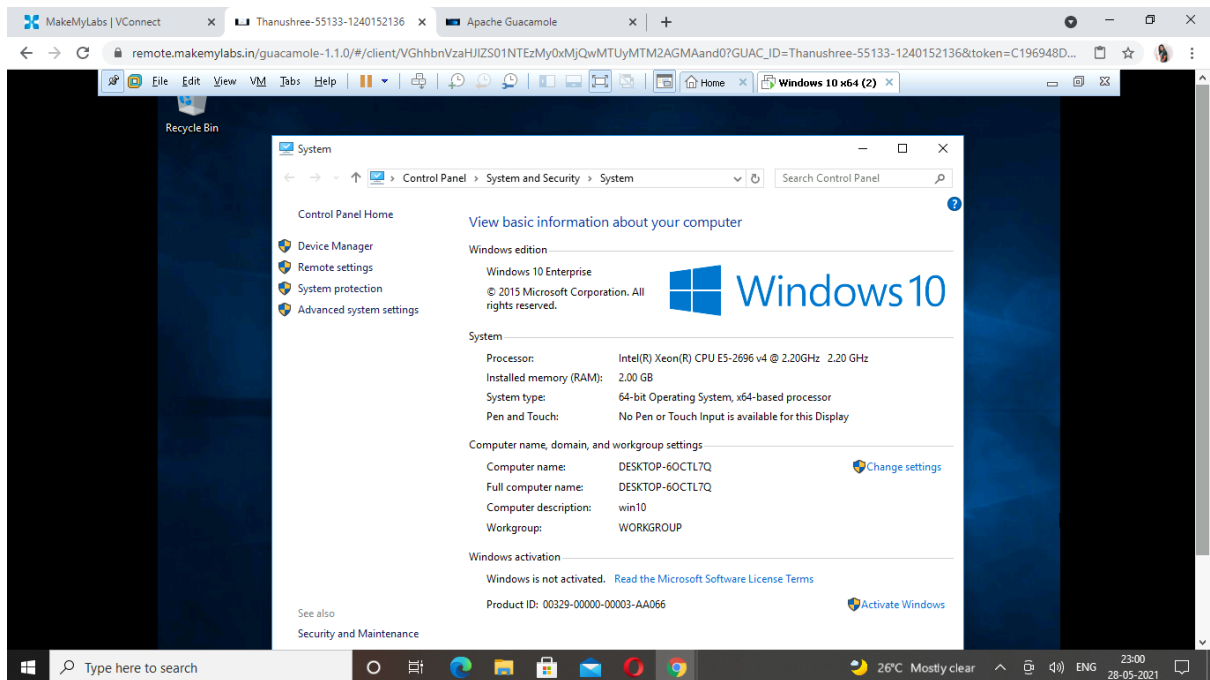 MakeMyLabs | VConnect
Thanushree-55133-1240152136
Apache Guacamole
remote.makemylabs.in/guacamole-1.1.0/#/client/VGhhbnVzaHJlZS01NTEzMy0xMjQwMTUyMTM2AGMAand0?GUAC_ID=Thanushree-55133-1240152136&token=C196948D...
File Edit View VM Tabs Help
Home
Windows 10 x64 (2)
Recycle Bin
System
Control Panel > System and Security > System
Search Control Panel
Control Panel Home
Device Manager
Remote settings
System protection
Advanced system settings
View basic information about your computer
Windows edition
Windows 10 Enterprise
© 2015 Microsoft Corporation. All
rights reserved.
Windows 10
System
Processor: Intel(R) Xeon(R) CPU E5-2696 v4 @ 2.20GHz 2.20 GHz
Installed memory (RAM): 2.00 GB
System type: 64-bit Operating System, x64-based processor
Pen and Touch: No Pen or Touch Input is available for this Display
Computer name, domain, and workgroup settings
Computer name: DESKTOP-6OCTL7Q
Change settings
Full computer name: DESKTOP-6OCTL7Q
Computer description: win10
Workgroup: WORKGROUP
Windows activation
Windows is not activated. Read the Microsoft Software License Terms
Product ID: 00329-00000-00003-AA066
Activate Windows
See also
Security and Maintenance
Type here to search
26°C Mostly clear
ENG
23:00
28-05-2021